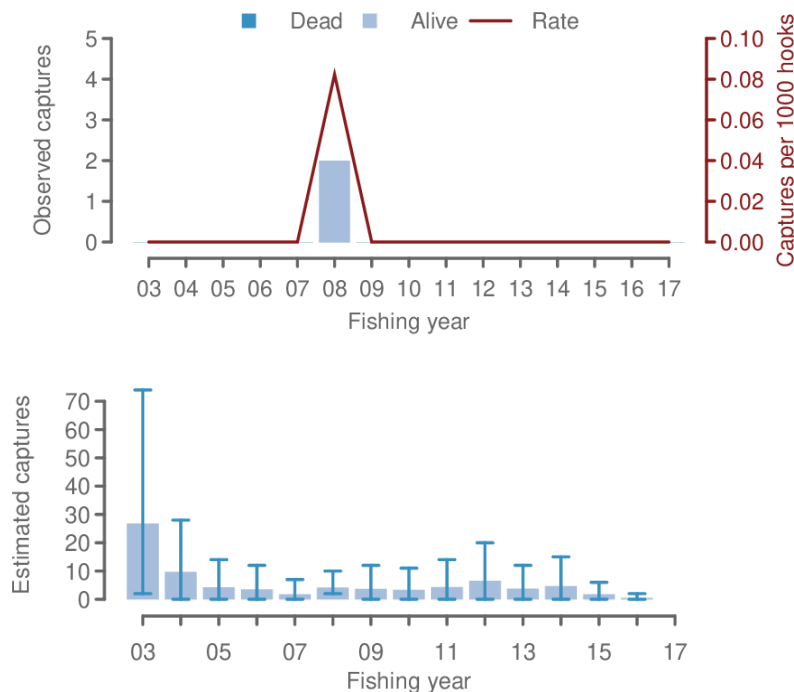 Dead Alive Rate
Observed captures
5
4
3
2
1
0
0.10
0.08
0.06
0.04
0.02
0.00
Captures per 1000 hooks
03 04 05 06 07 08 09 10 11 12 13 14 15 16 17
Fishing year
Estimated captures
70
60
50
40
30
20
10
0
03 05 07 09 11 13 15 17
Fishing year